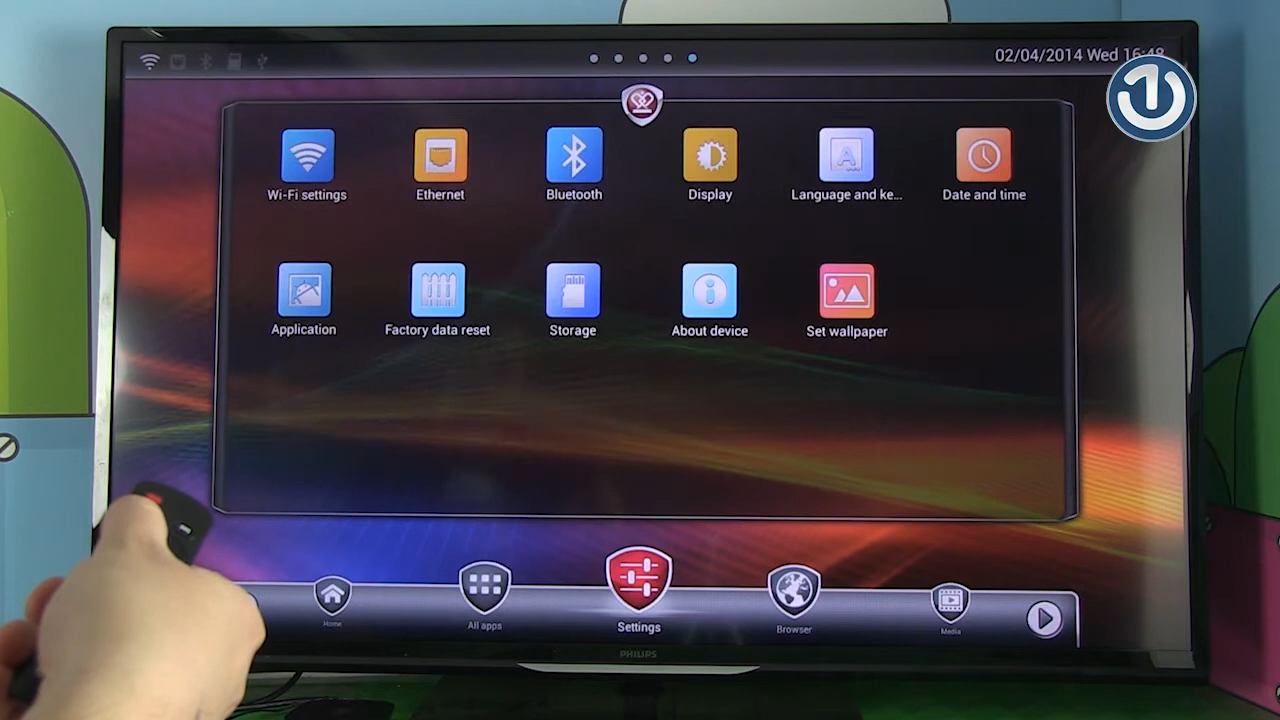 02/04/2014 Wed 16:48
Wi-Fi settings
Ethernet
Bluetooth
Display
Language and ke...
Date and time
Application
Factory data reset
Storage
About device
Set wallpaper
Home
All apps
Settings
Browser
Media
PHILIPS